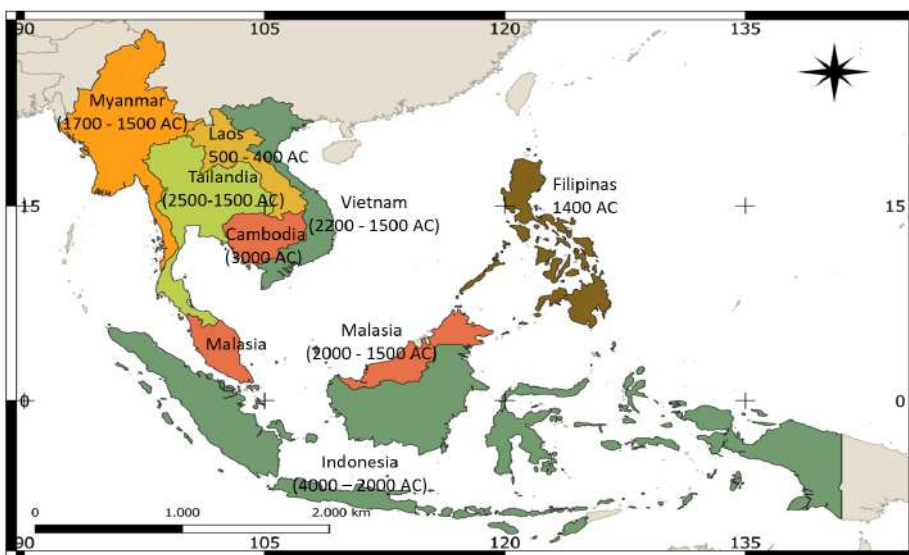 90 105 120 135
Myanmar
(1700 - 1500 AC)
Laos
500 - 400 AC
Tailandia
(2500-1500 AC)
Vietnam
(2200 - 1500 AC)
Cambodia
(3000 AC)
Filipinas
1400 AC
15 15
Malasia
Malasia
(2000 - 1500 AC)
0 0
Indonesia
(4000 – 2000 AC)
0 1.000 2.000 km
90 105 120 135